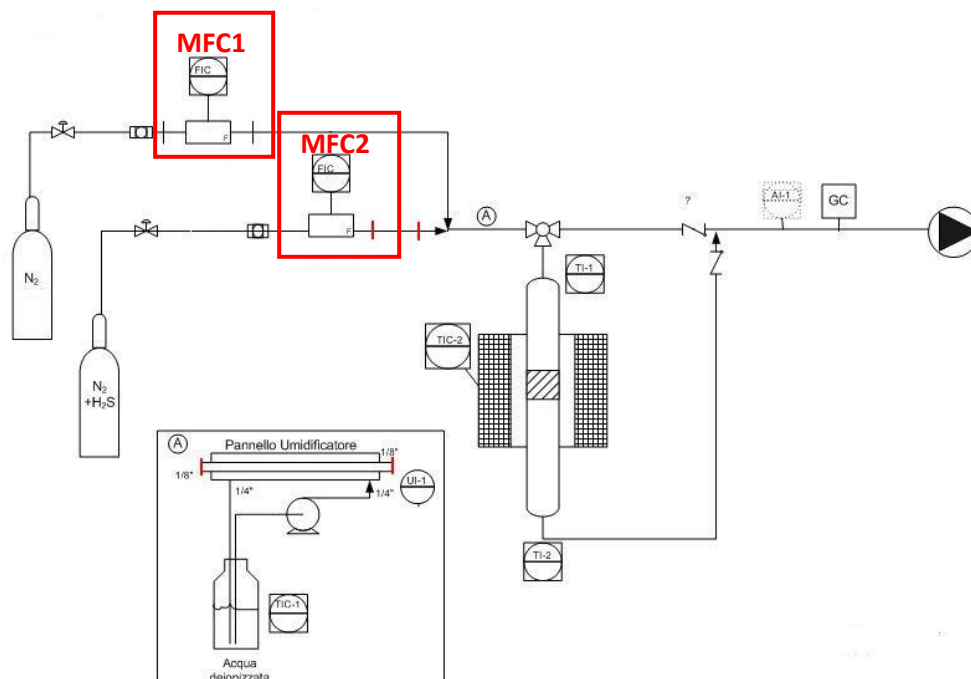 MFC1
FIC
F
MFC2
FIC
F
N2
N2
+H2S
A
?
AI-1
GC
TI-1
TIC-2
TI-2
A
Pannello Umidificatore
1/8"
1/8"
1/4"
1/4"
UI-1
TIC-1
Acqua
deionizzata